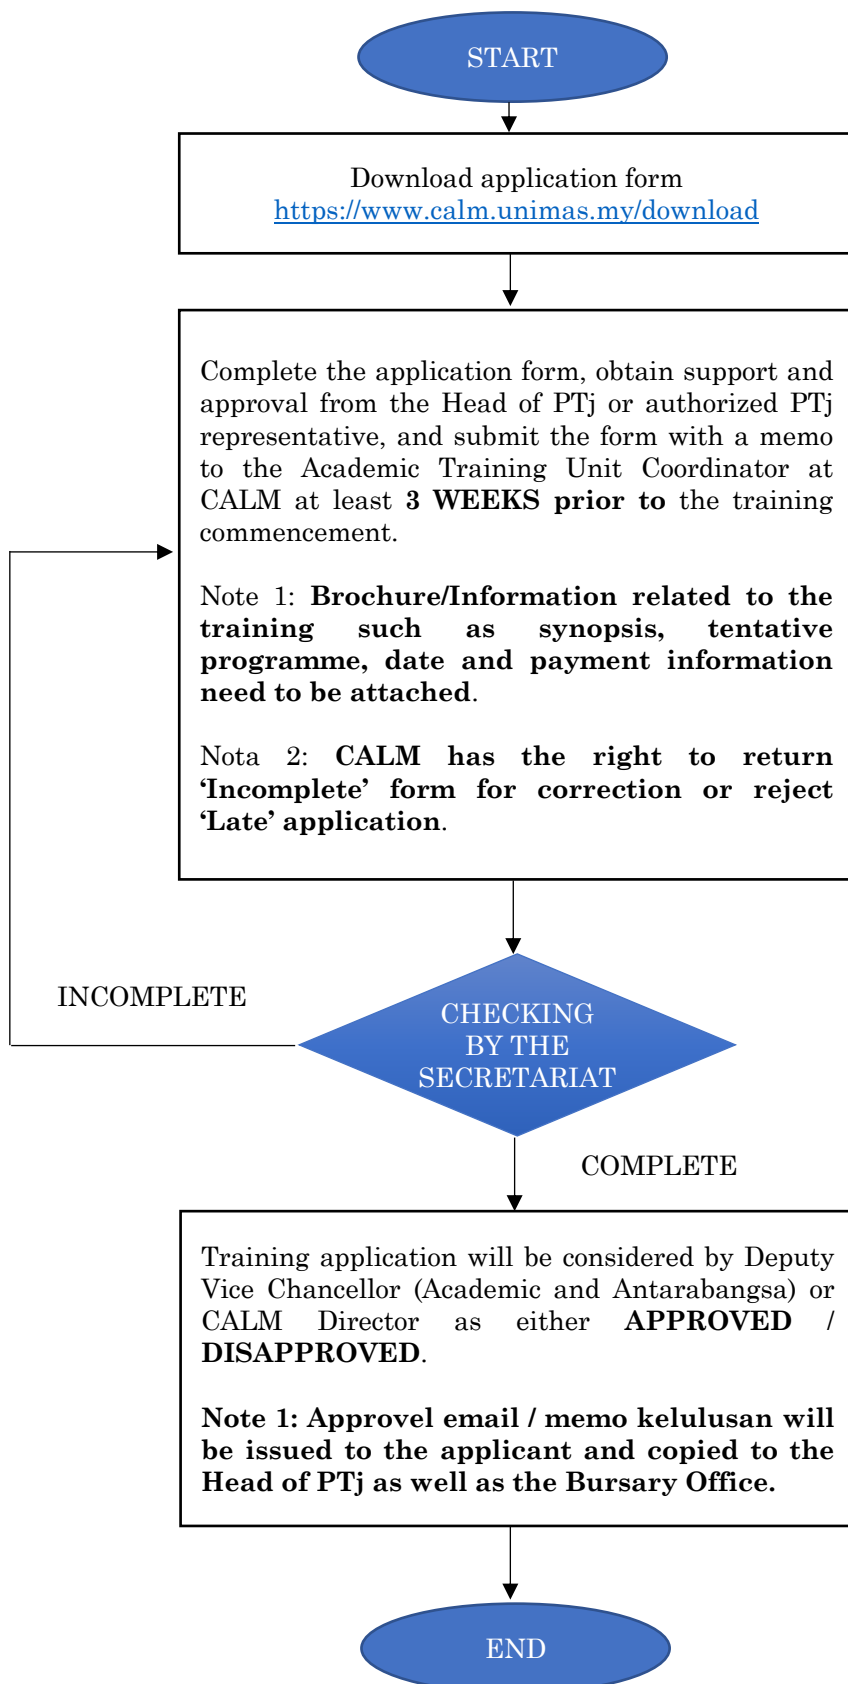 START
Download application form
https://www.calm.unimas.my/download
Complete the application form, obtain support and
approval from the Head of PTj or authorized PTj
representative, and submit the form with a memo
to the Academic Training Unit Coordinator at
CALM at least 3 WEEKS prior to the training
commencement.
Note 1: Brochure/Information related to the
training such as synopsis, tentative
programme, date and payment information
need to be attached.
Nota 2: CALM has the right to return
‘Incomplete’ form for correction or reject
‘Late’ application.
INCOMPLETE
CHECKING
BY THE
SECRETARIAT
COMPLETE
Training application will be considered by Deputy
Vice Chancellor (Academic and Antarabangsa) or
CALM Director as either APPROVED /
DISAPPROVED.
Note 1: Approvel email / memo kelulusan will
be issued to the applicant and copied to the
Head of PTj as well as the Bursary Office.
END